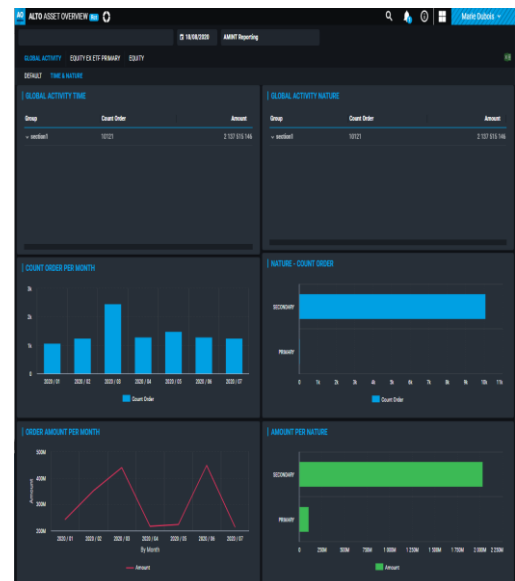 AO ALTO ASSET OVERVIEW
Marie Dubois
18/08/2020 AMINT Reporting
GLOBAL ACTIVITY EQUITY EX ETF PRIMARY EQUITY
DEFAULT TIME & NATURE
GLOBAL ACTIVITY TIME
Group Count Order Amount
section1 10121 2 137 515 146
GLOBAL ACTIVITY NATURE
Group Count Order Amount
section1 10121 2 137 515 146
COUNT ORDER PER MONTH
3k
2k
1k
0
2020 / 01 2020 / 02 2020 / 03 2020 / 04 2020 / 05 2020 / 06 2020 / 07
Count Order
NATURE - COUNT ORDER
SECONDARY
PRIMARY
0 1k 2k 3k 4k 5k 6k 7k 8k 9k 10k 11k
Count Order
ORDER AMOUNT PER MONTH
500M
400M
300M
200M
Amount
2020 / 01 2020 / 02 2020 / 03 2020 / 04 2020 / 05 2020 / 06 2020 / 07
By Month
Amount
AMOUNT PER NATURE
SECONDARY
PRIMARY
0 250M 500M 750M 1 000M 1 250M 1 500M 1 750M 2 000M 2 250M
Amount